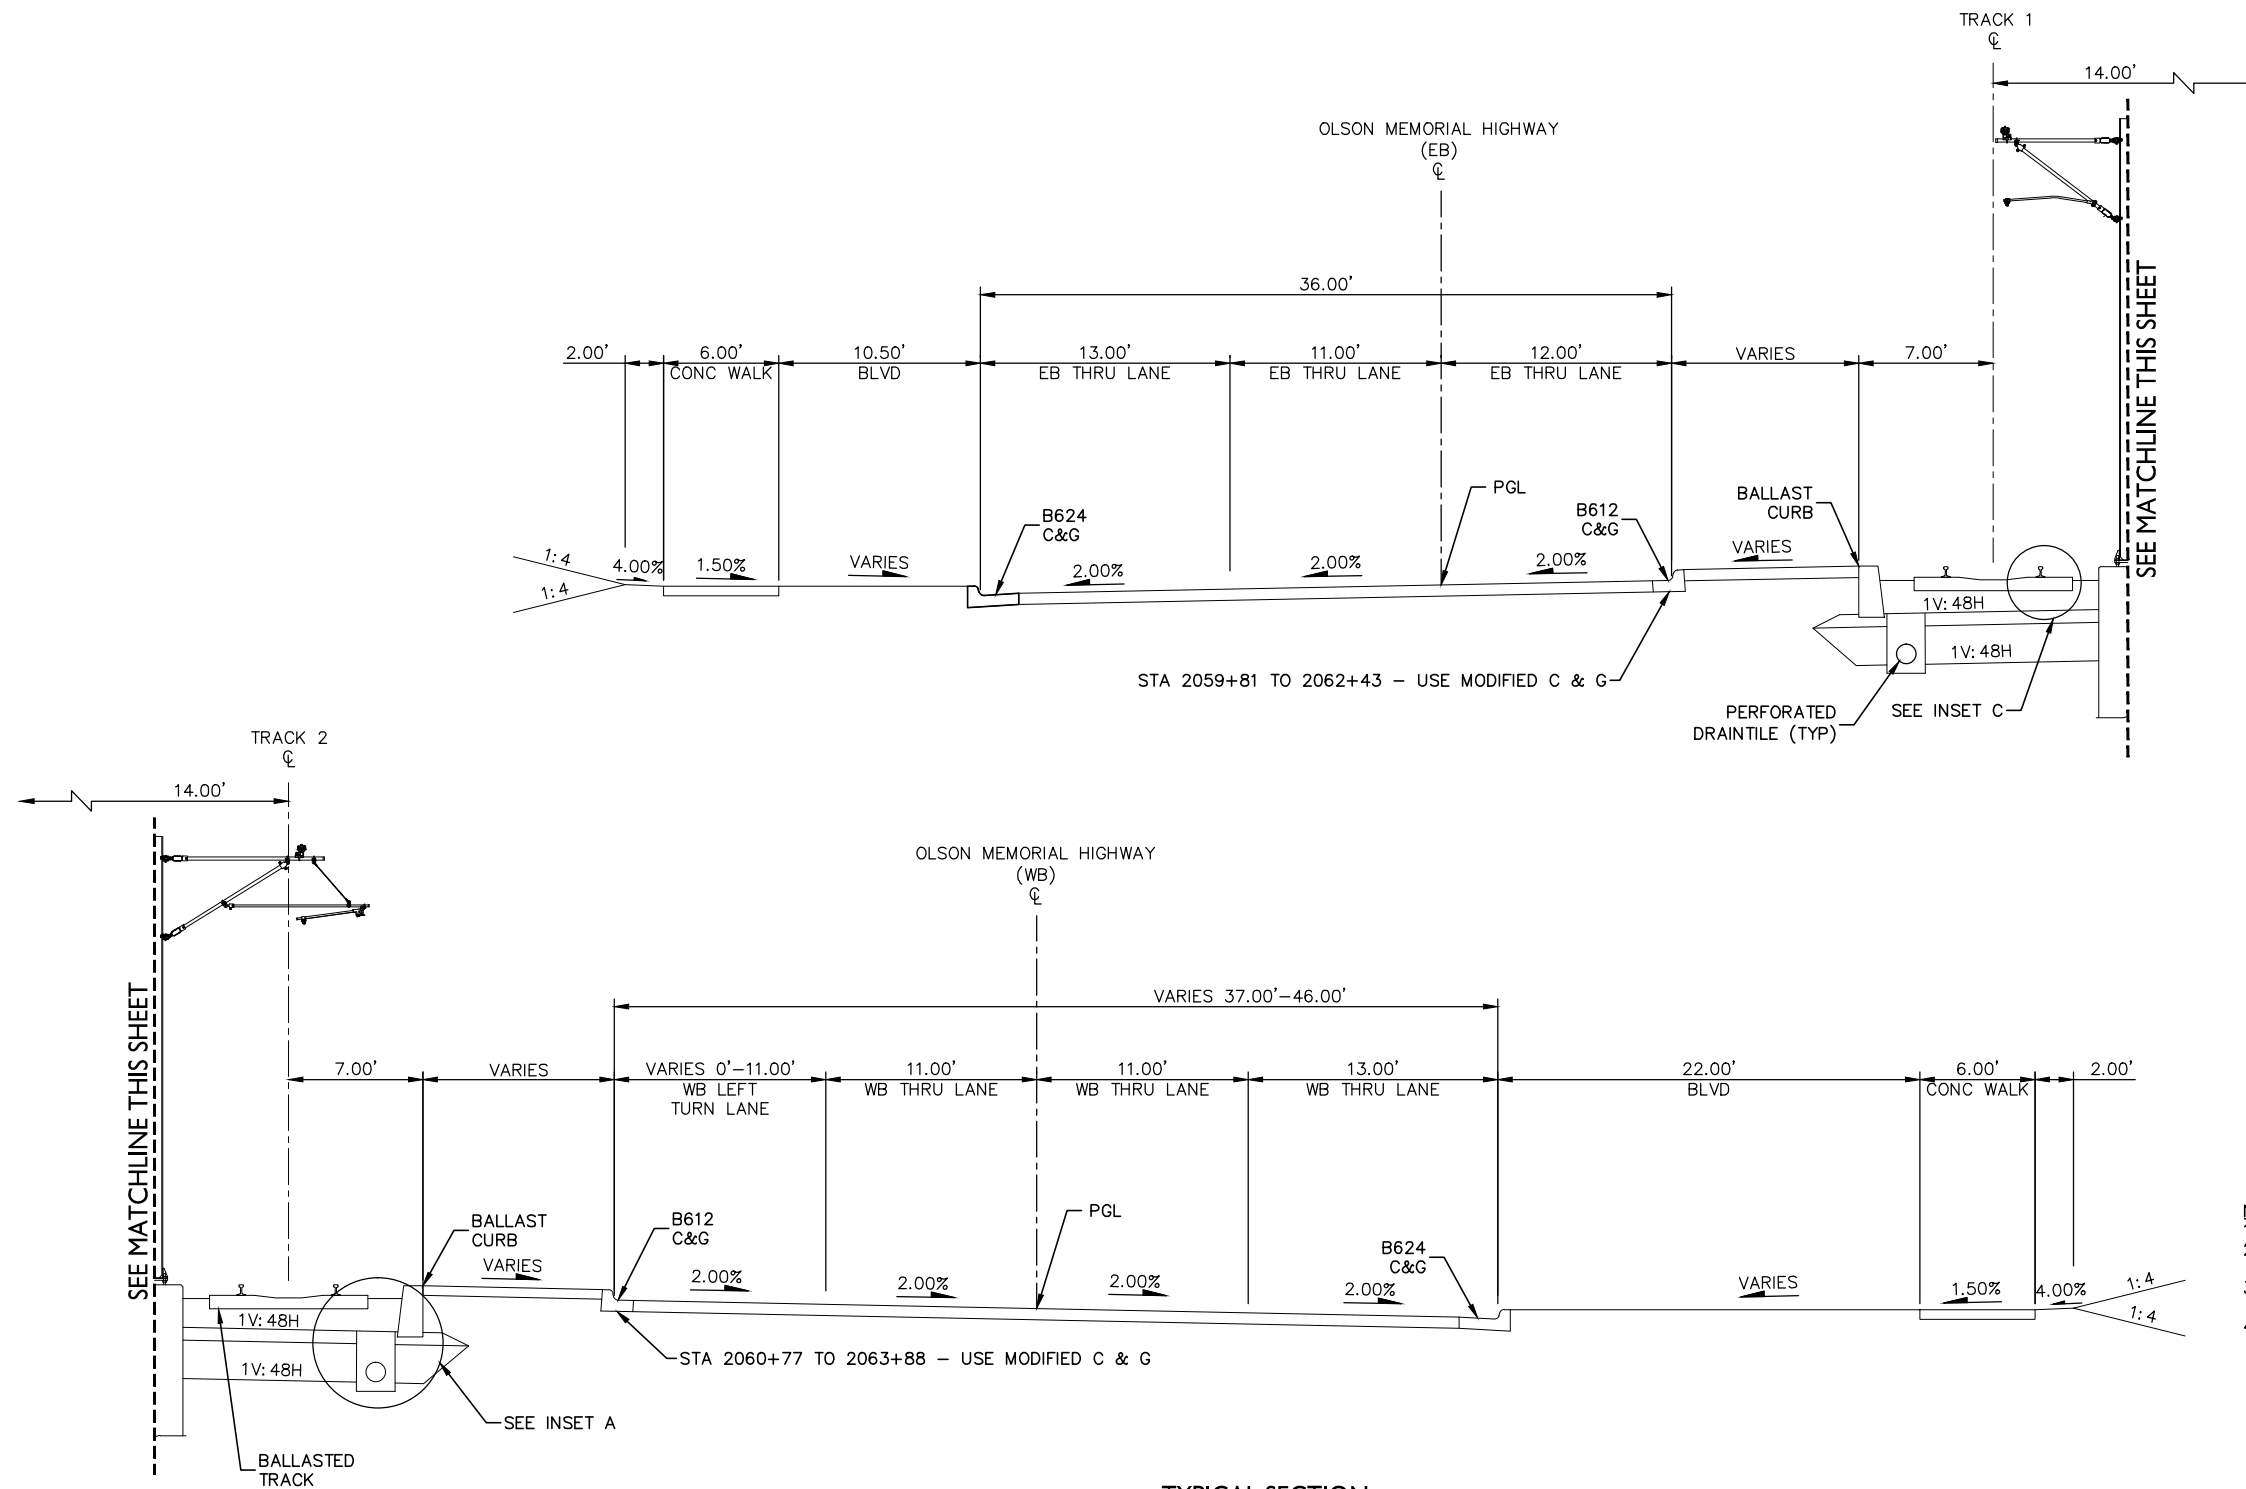 TRACK 1
℄
14.00'
OLSON MEMORIAL HIGHWAY
(EB)
℄
36.00'
2.00' 6.00' 10.50' 13.00' 11.00' 12.00' VARIES 7.00'
CONC WALK BLVD EB THRU LANE EB THRU LANE EB THRU LANE
SEE MATCHLINE THIS SHEET
PGL
B624
C&G
B612
C&G
BALLAST
CURB
1:4
1:4
4.00% 1.50% VARIES 2.00% 2.00% 2.00% VARIES
1V:48H
1V:48H
STA 2059+81 TO 2062+43 – USE MODIFIED C & G
PERFORATED
DRAINTILE (TYP)
SEE INSET C
TRACK 2
℄
14.00'
OLSON MEMORIAL HIGHWAY
(WB)
℄
VARIES 37.00'–46.00'
7.00' VARIES VARIES 0'–11.00' 11.00' 11.00' 13.00' 22.00' 6.00' 2.00'
WB LEFT
TURN LANE
WB THRU LANE WB THRU LANE WB THRU LANE BLVD CONC WALK
SEE MATCHLINE THIS SHEET
BALLAST
CURB
B612
C&G
PGL
B624
C&G
VARIES 2.00% 2.00% 2.00% 2.00% VARIES 1.50% 4.00%
1:4
1:4
1V:48H
1V:48H
STA 2060+77 TO 2063+88 – USE MODIFIED C & G
SEE INSET A
BALLASTED
TRACK
TYPICAL SECTION